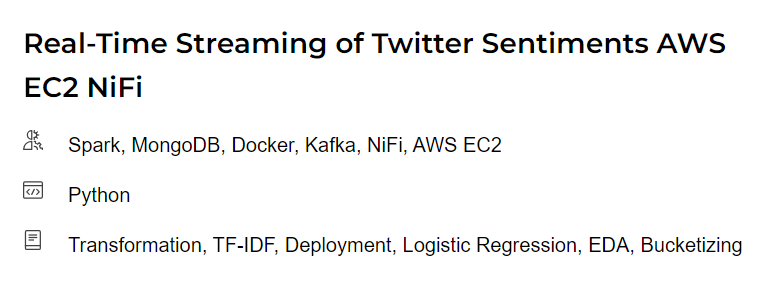 Real-Time Streaming of Twitter Sentiments AWS
EC2 NiFi
Spark, MongoDB, Docker, Kafka, NiFi, AWS EC2
Python
Transformation, TF-IDF, Deployment, Logistic Regression, EDA, Bucketizing